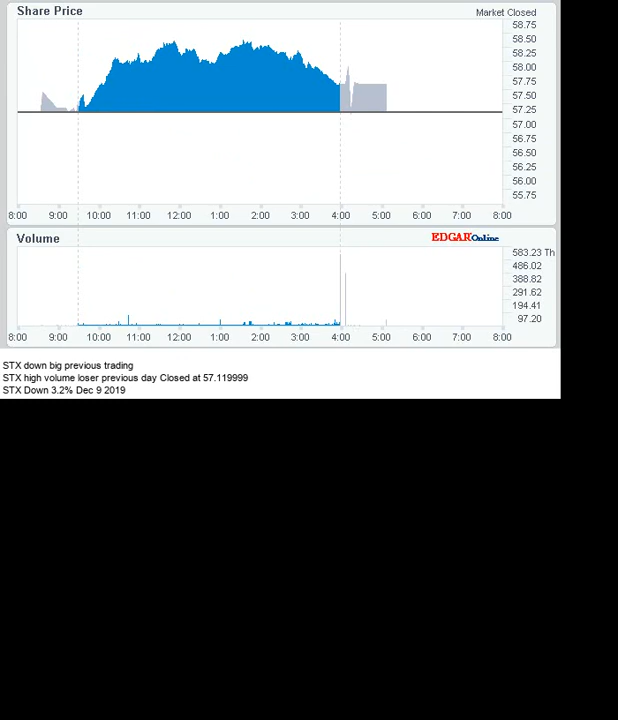 Share Price
Market Closed
58.75
58.50
58.25
58.00
57.75
57.50
57.25
57.00
56.75
56.50
56.25
56.00
55.75
8:00 9:00 10:00 11:00 12:00 1:00 2:00 3:00 4:00 5:00 6:00 7:00 8:00
Volume
EDGAROnline
583.23 Th
486.02
388.82
291.62
194.41
97.20
8:00 9:00 10:00 11:00 12:00 1:00 2:00 3:00 4:00 5:00 6:00 7:00 8:00
STX down big previous trading
STX high volume loser previous day Closed at 57.119999
STX Down 3.2% Dec 9 2019